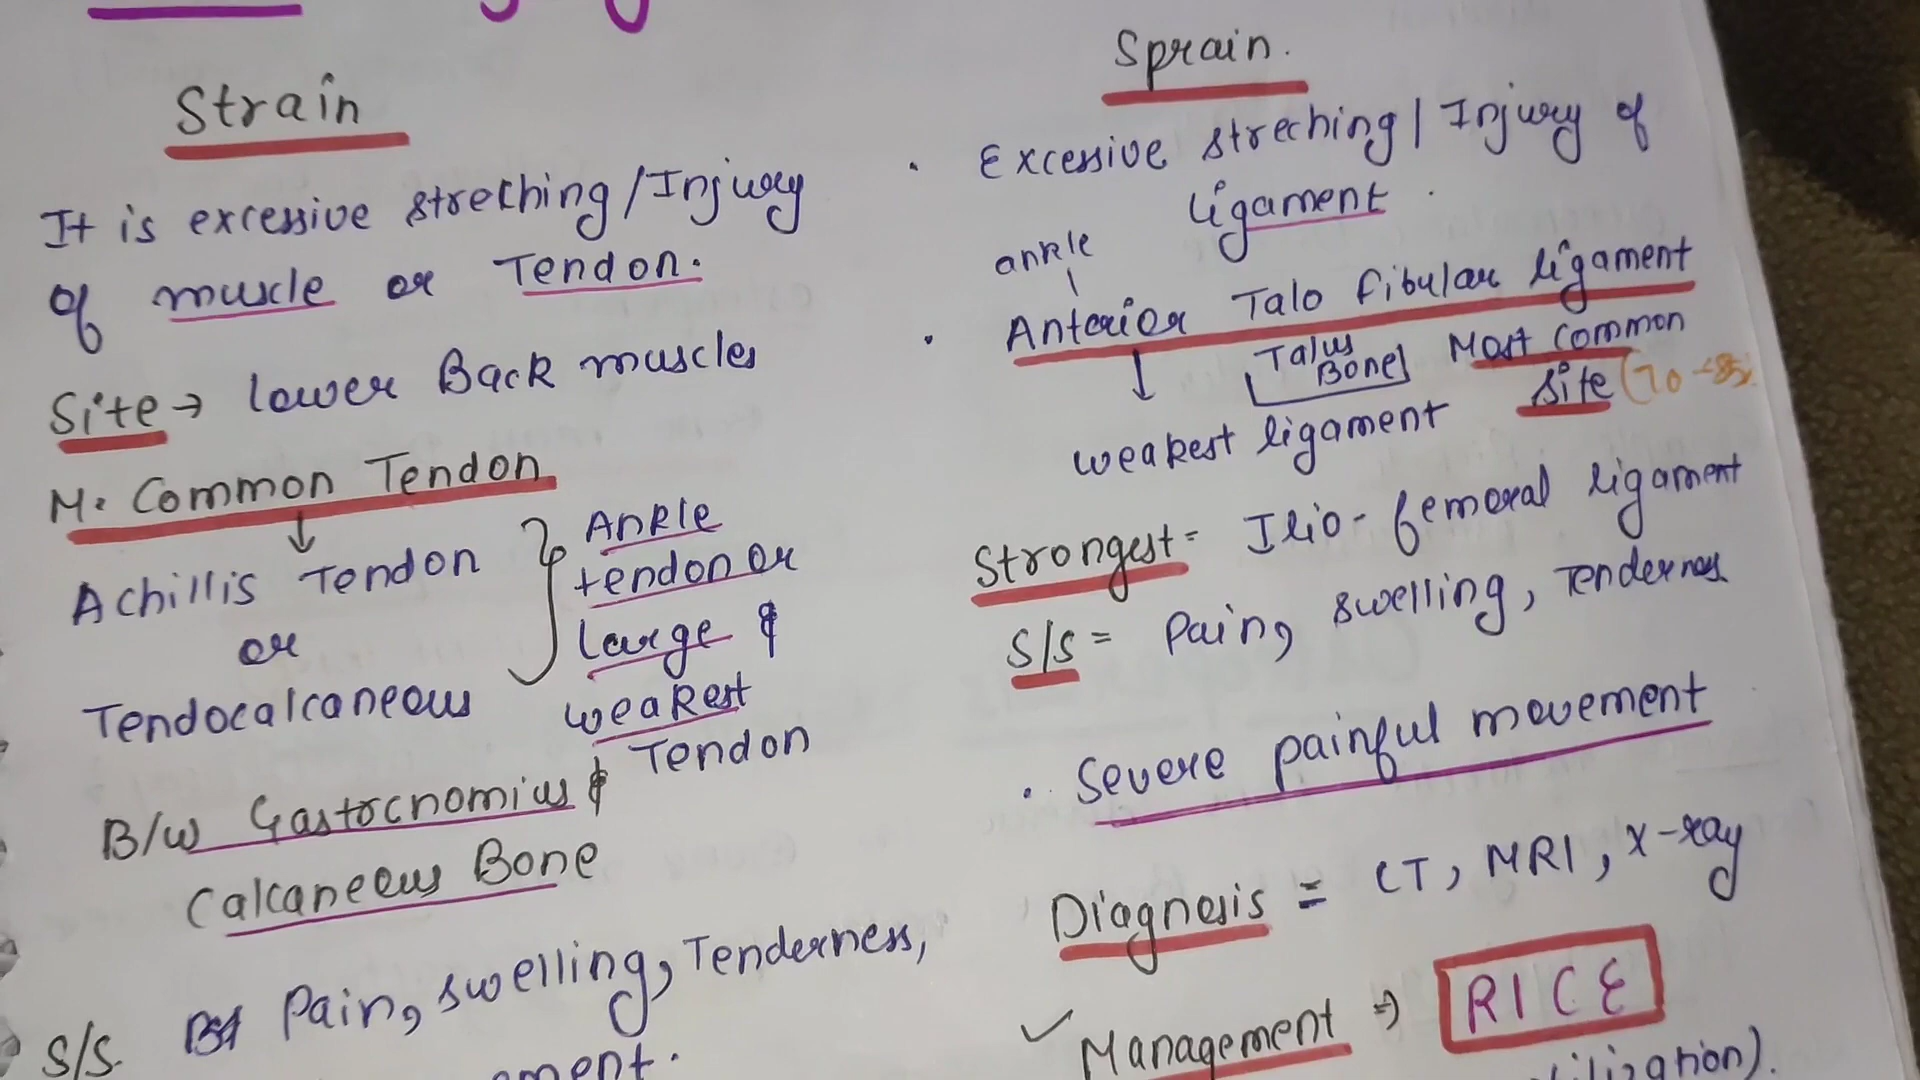 Strain
It is excessive stretching/Injury
of muscle or Tendon.
Site → lower Back muscles
M. Common Tendon
↓
Achillis Tendon
or
Tendocalcaneous
Ankle
tendon or
large &
weakest
Tendon
B/w Gastocnomius &
Calcaneous Bone
S/S. Pain, swelling, Tenderness,
Sprain.
• Excessive streching/Injury of
ligament.
ankle
• Anterior Talo fibular ligament
↓
Talus
Bone
Most common
site
weakest ligament
Strongest = Ilio-femoral ligament
S/S = Pain, swelling, Tenderness
• Severe painful movement
Diagnosis = CT, MRI, x-ray
✓ Management ⇒ RICE